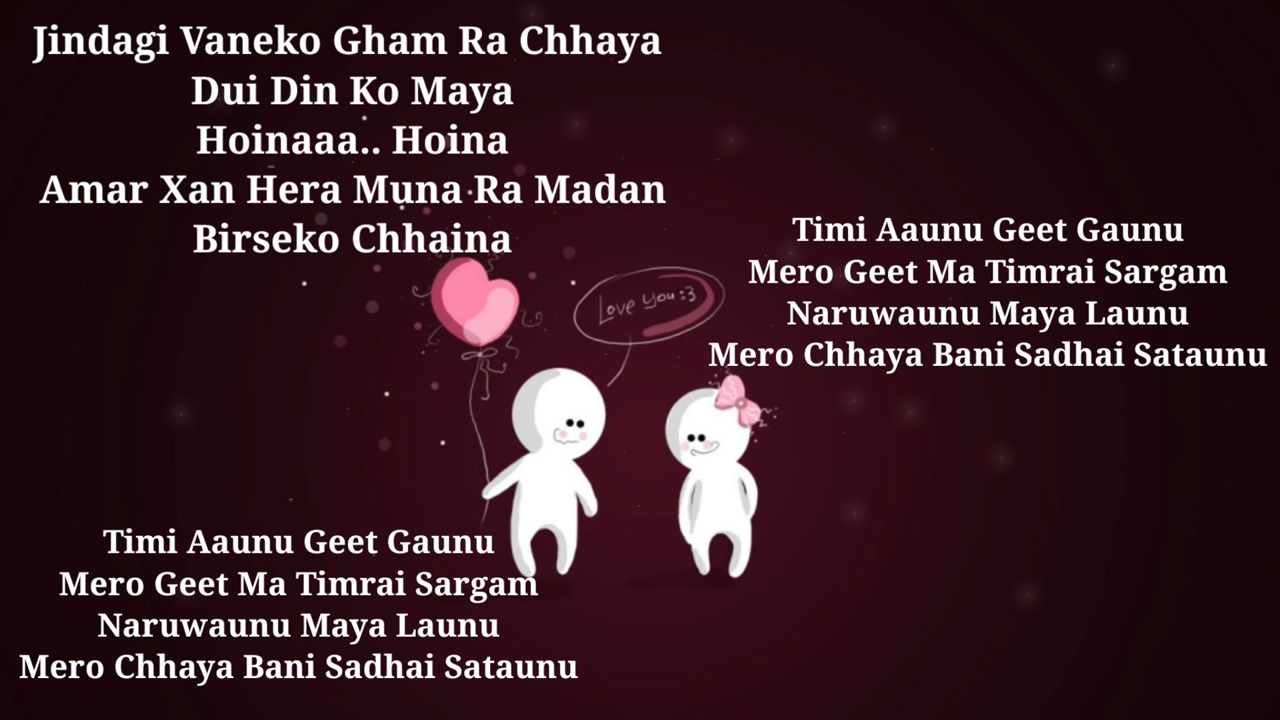 Jindagi Vaneko Gham Ra Chhaya
Dui Din Ko Maya
Hoinaaa.. Hoina
Amar Xan Hera Muna Ra Madan
Birseko Chhaina
Timi Aaunu Geet Gaunu
Mero Geet Ma Timrai Sargam
Naruwaunu Maya Launu
Mero Chhaya Bani Sadhai Sataunu
Love you :3
Timi Aaunu Geet Gaunu
Mero Geet Ma Timrai Sargam
Naruwaunu Maya Launu
Mero Chhaya Bani Sadhai Sataunu